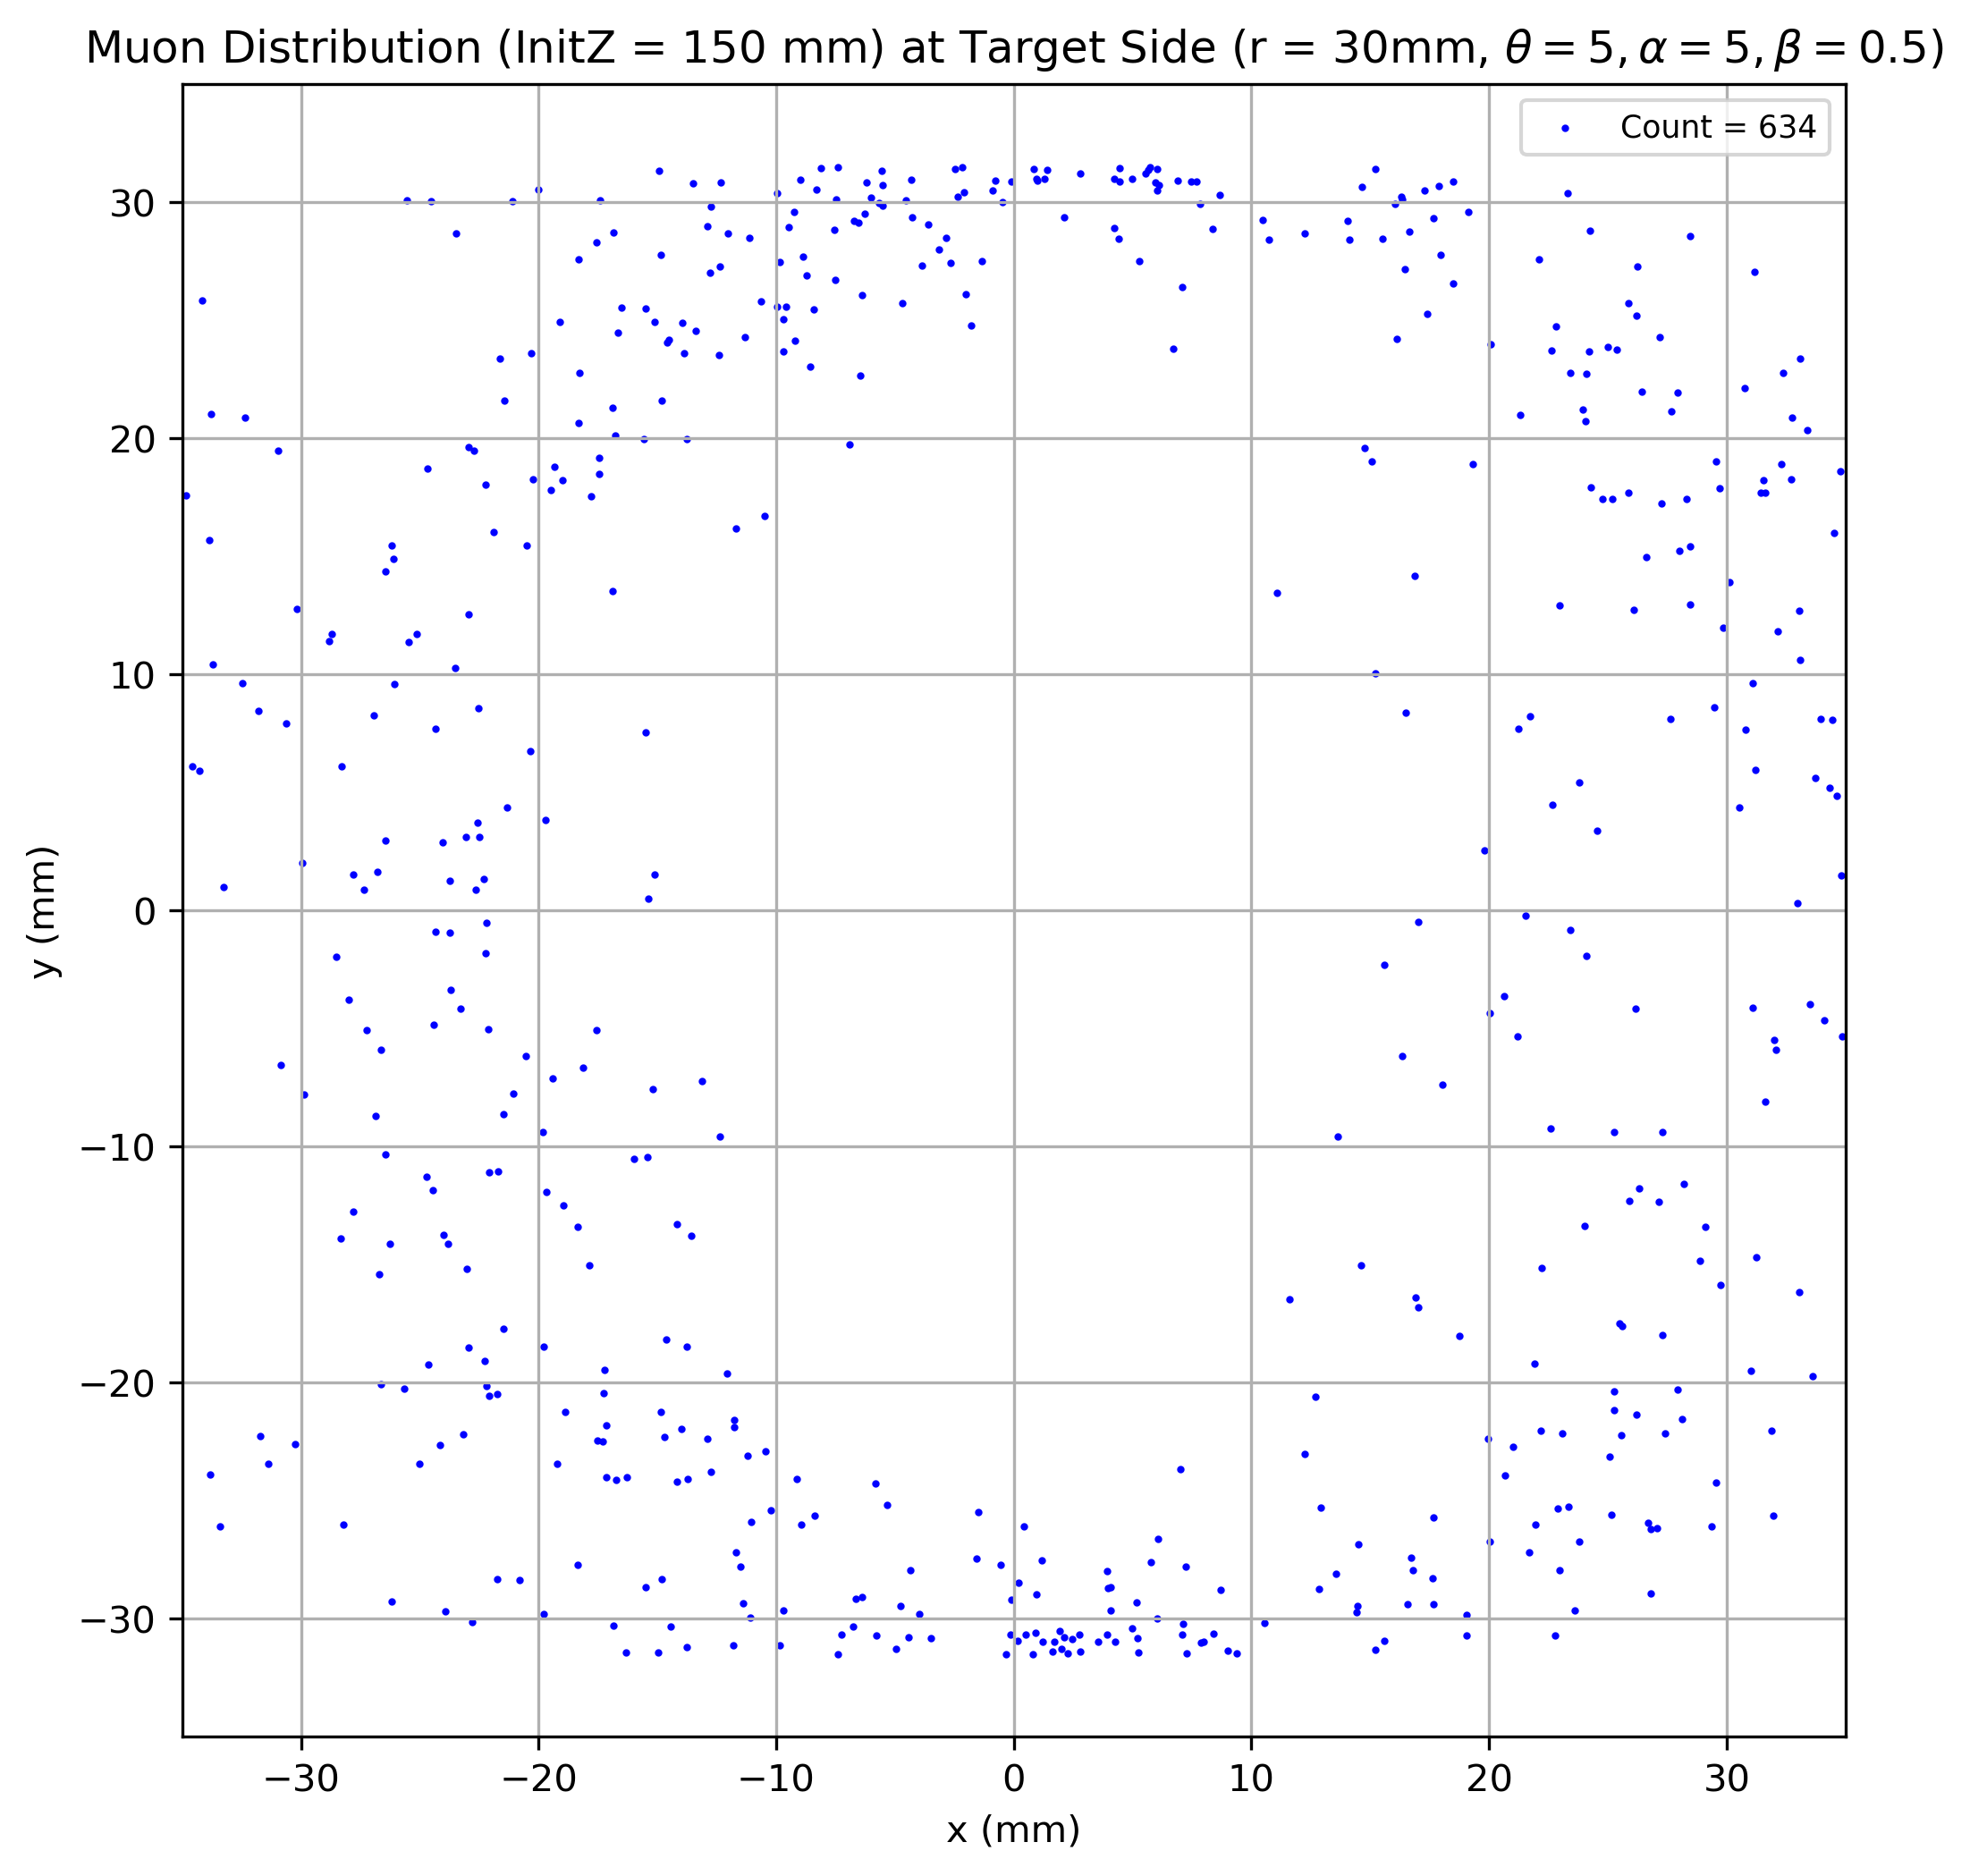 Muon Distribution (InitZ = 150 mm) at Target Side (r = 30mm, θ = 5, α = 5, β = 0.5)
Count = 634
30
20
10
0
−10
−20
−30
y (mm)
−30 −20 −10 0 10 20 30
x (mm)